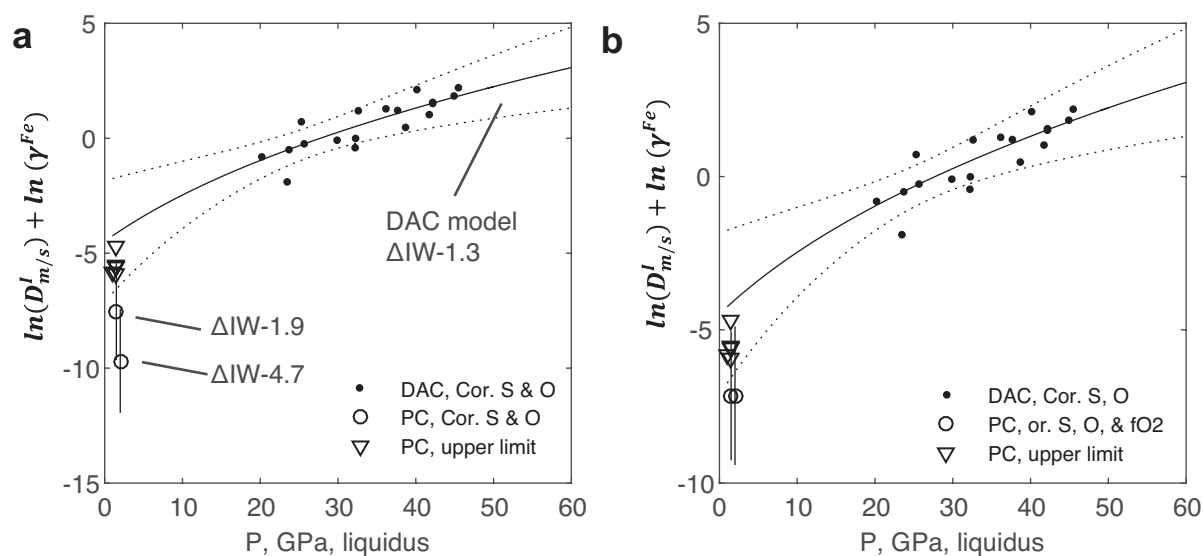 a
5
0
-5
-10
-15
ln(D^I_{m/s}) + ln (γ^{Fe})
DAC model
ΔIW-1.3
ΔIW-1.9
ΔIW-4.7
DAC, Cor. S & O
PC, Cor. S & O
PC, upper limit
0 10 20 30 40 50 60
P, GPa, liquidus
b
5
0
-5
-10
ln(D^I_{m/s}) + ln (γ^{Fe})
DAC, Cor. S, O
PC, or. S, O, & fO2
PC, upper limit
0 10 20 30 40 50 60
P, GPa, liquidus